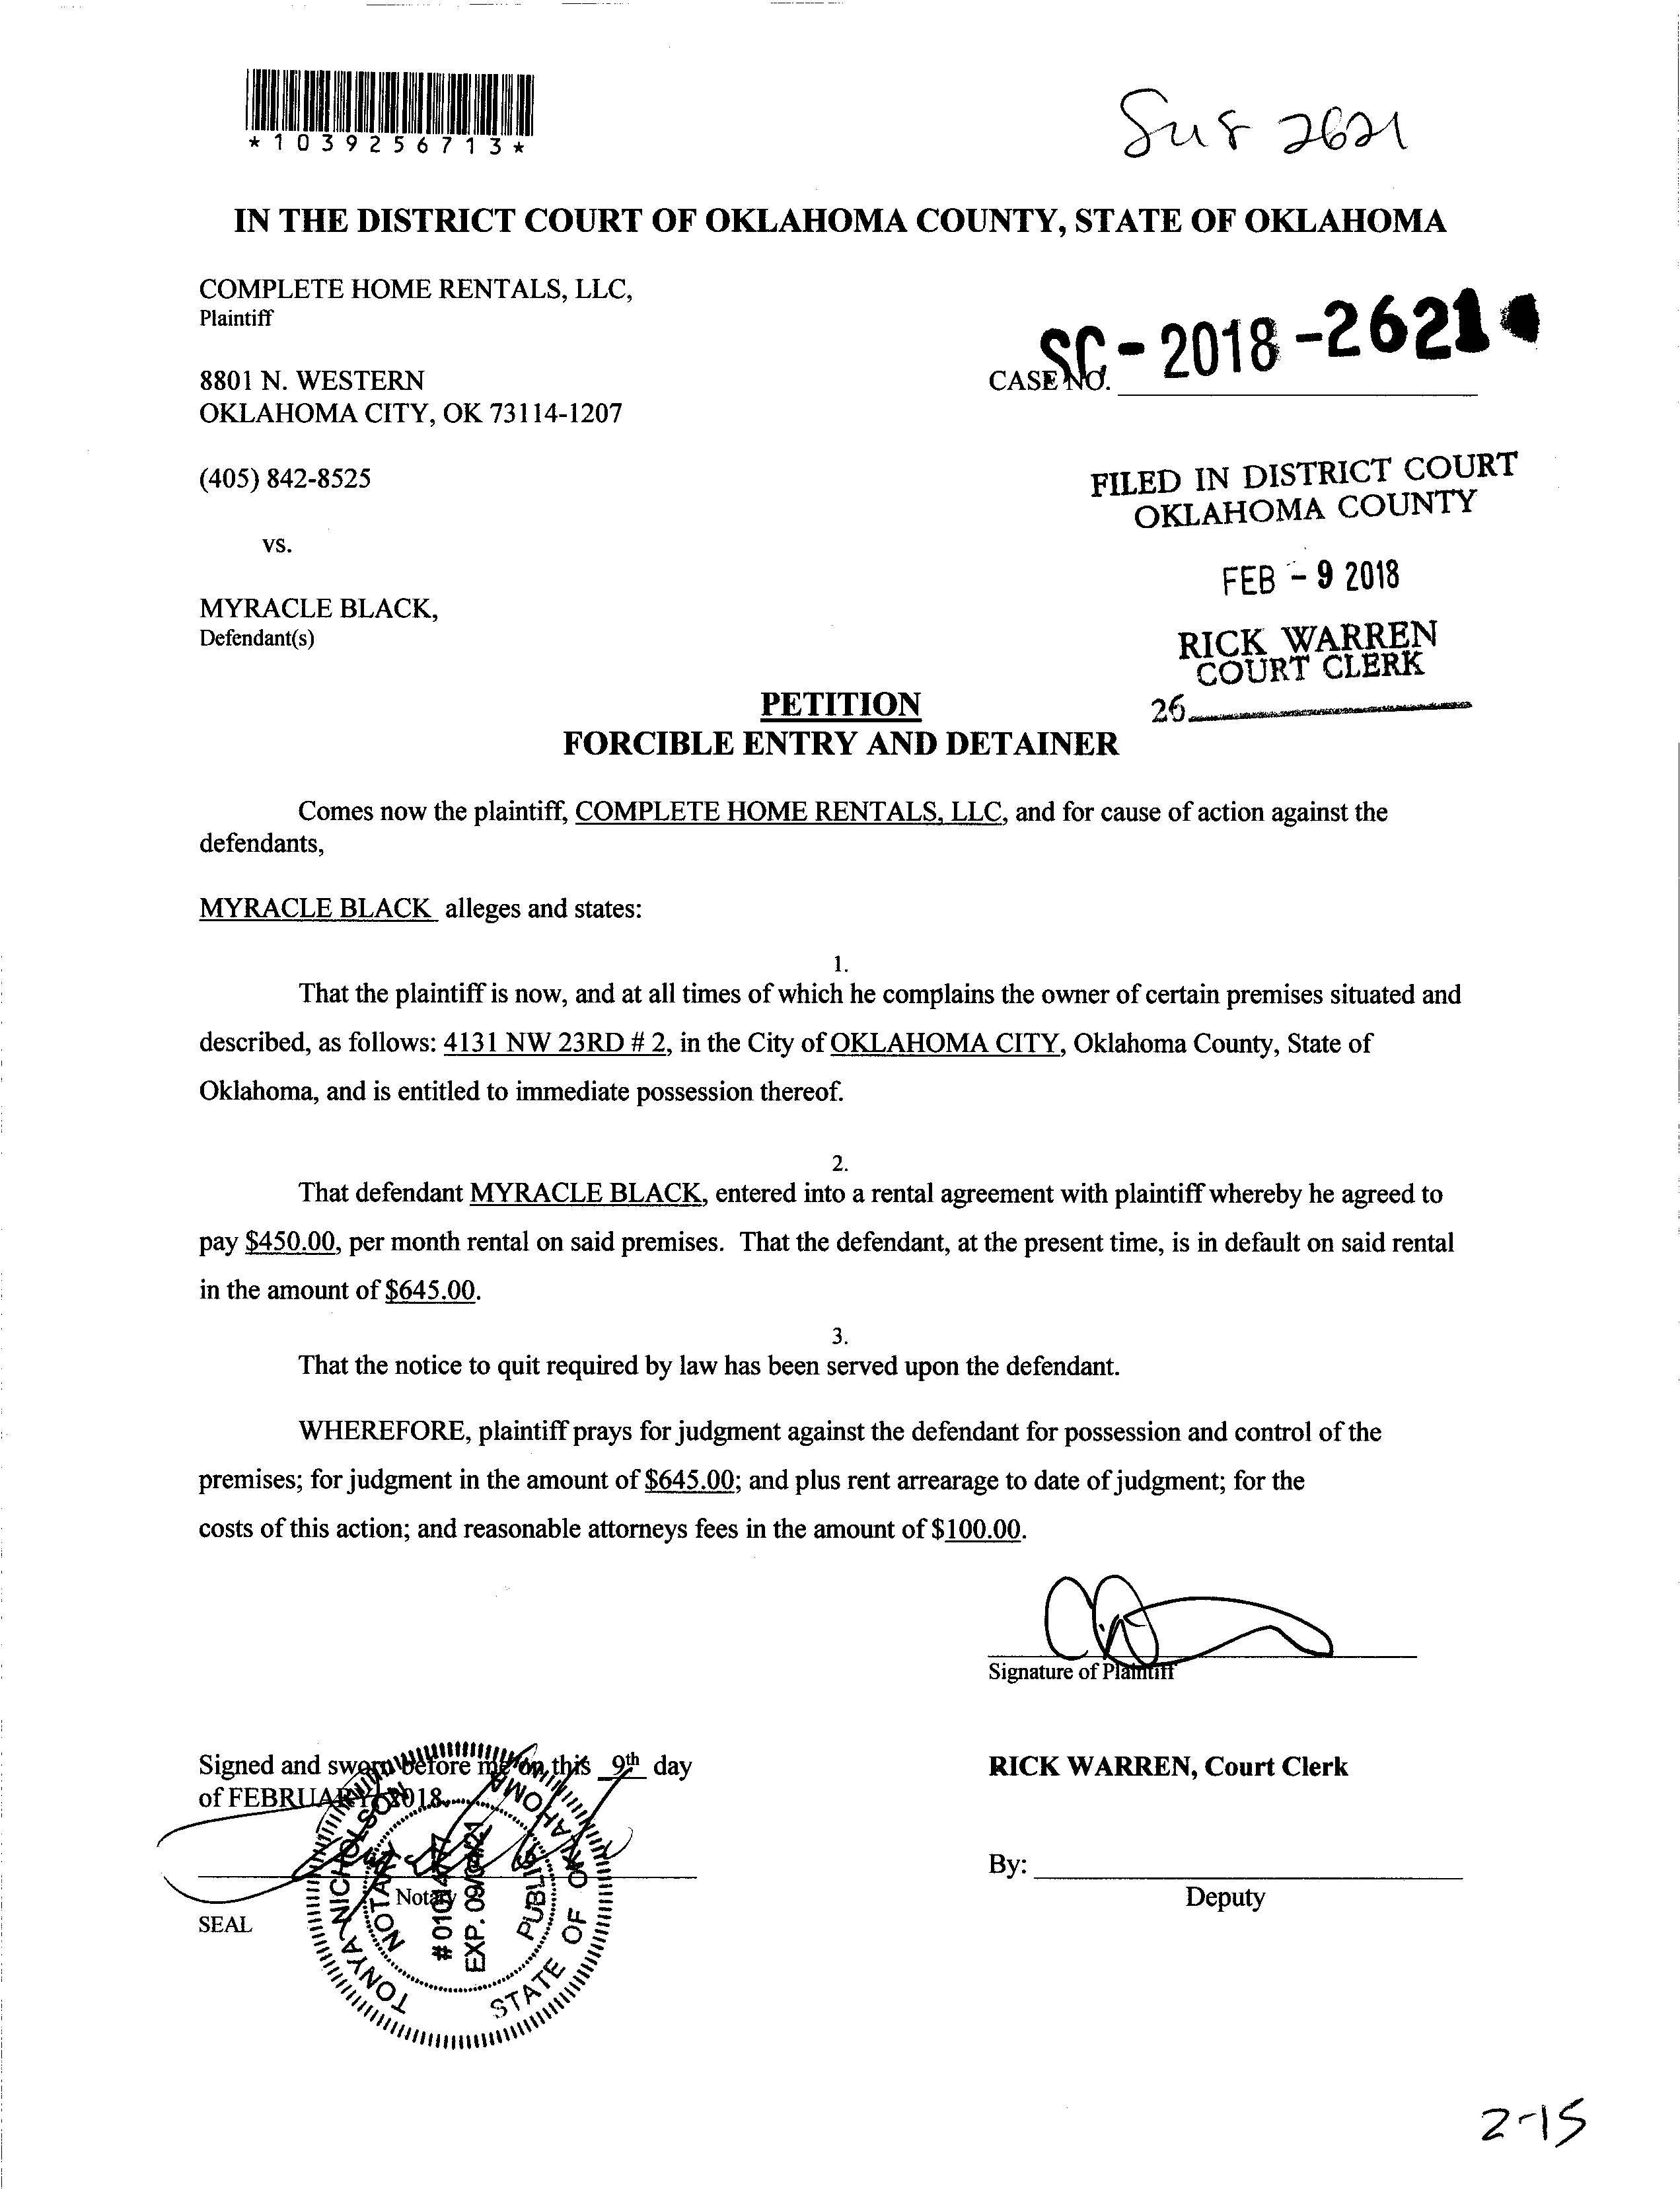 *1039256713*
2621
IN THE DISTRICT COURT OF OKLAHOMA COUNTY, STATE OF OKLAHOMA
COMPLETE HOME RENTALS, LLC,
Plaintiff
8801 N. WESTERN
OKLAHOMA CITY, OK 73114-1207
CASE NO. SC-2018-2621
(405) 842-8525
FILED IN DISTRICT COURT
OKLAHOMA COUNTY
vs.
FEB - 9 2018
MYRACLE BLACK,
Defendant(s)
RICK WARREN
COURT CLERK
26
PETITION
FORCIBLE ENTRY AND DETAINER
Comes now the plaintiff, COMPLETE HOME RENTALS, LLC, and for cause of action against the
defendants,
MYRACLE BLACK alleges and states:
1.
That the plaintiff is now, and at all times of which he complains the owner of certain premises situated and
described, as follows: 4131 NW 23RD # 2, in the City of OKLAHOMA CITY, Oklahoma County, State of
Oklahoma, and is entitled to immediate possession thereof.
2.
That defendant MYRACLE BLACK, entered into a rental agreement with plaintiff whereby he agreed to
pay $450.00, per month rental on said premises. That the defendant, at the present time, is in default on said rental
in the amount of $645.00.
3.
That the notice to quit required by law has been served upon the defendant.
WHEREFORE, plaintiff prays for judgment against the defendant for possession and control of the
premises; for judgment in the amount of $645.00; and plus rent arrearage to date of judgment; for the
costs of this action; and reasonable attorneys fees in the amount of $100.00.
Signature of Plaintiff
Signed and sworn before me on this 9th day
of FEBRUARY, 2018.
RICK WARREN, Court Clerk
Notary
SEAL
TONYA NICHOLSON
NOTARY PUBLIC
STATE OF OKLAHOMA
EXP. 09/
By:
Deputy
2-15